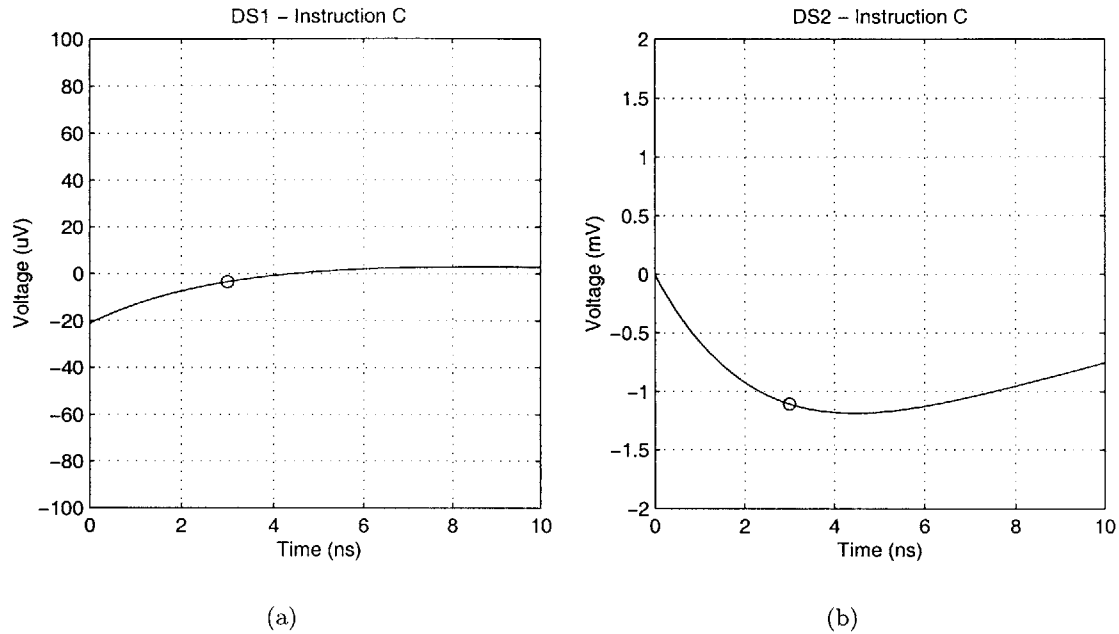 DS1 – Instruction C
100
80
60
40
20
0
−20
−40
−60
−80
−100
Voltage (uV)
0 2 4 6 8 10
Time (ns)
(a)
DS2 – Instruction C
2
1.5
1
0.5
0
−0.5
−1
−1.5
−2
Voltage (mV)
0 2 4 6 8 10
Time (ns)
(b)